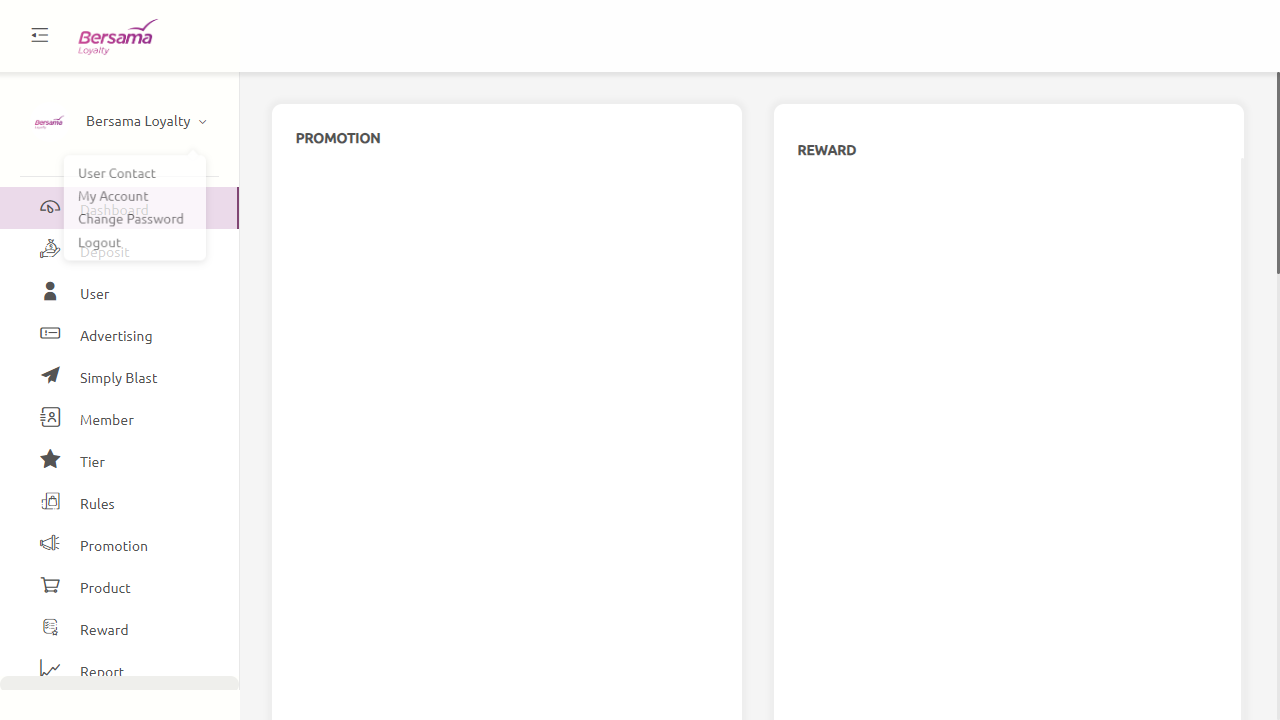 Bersama
Loyalty
Bersama
Loyalty
Bersama Loyalty
User Contact
My Account
Dashboard
Change Password
Logout
Deposit
User
Advertising
Simply Blast
Member
Tier
Rules
Promotion
Product
Reward
Report
PROMOTION
REWARD